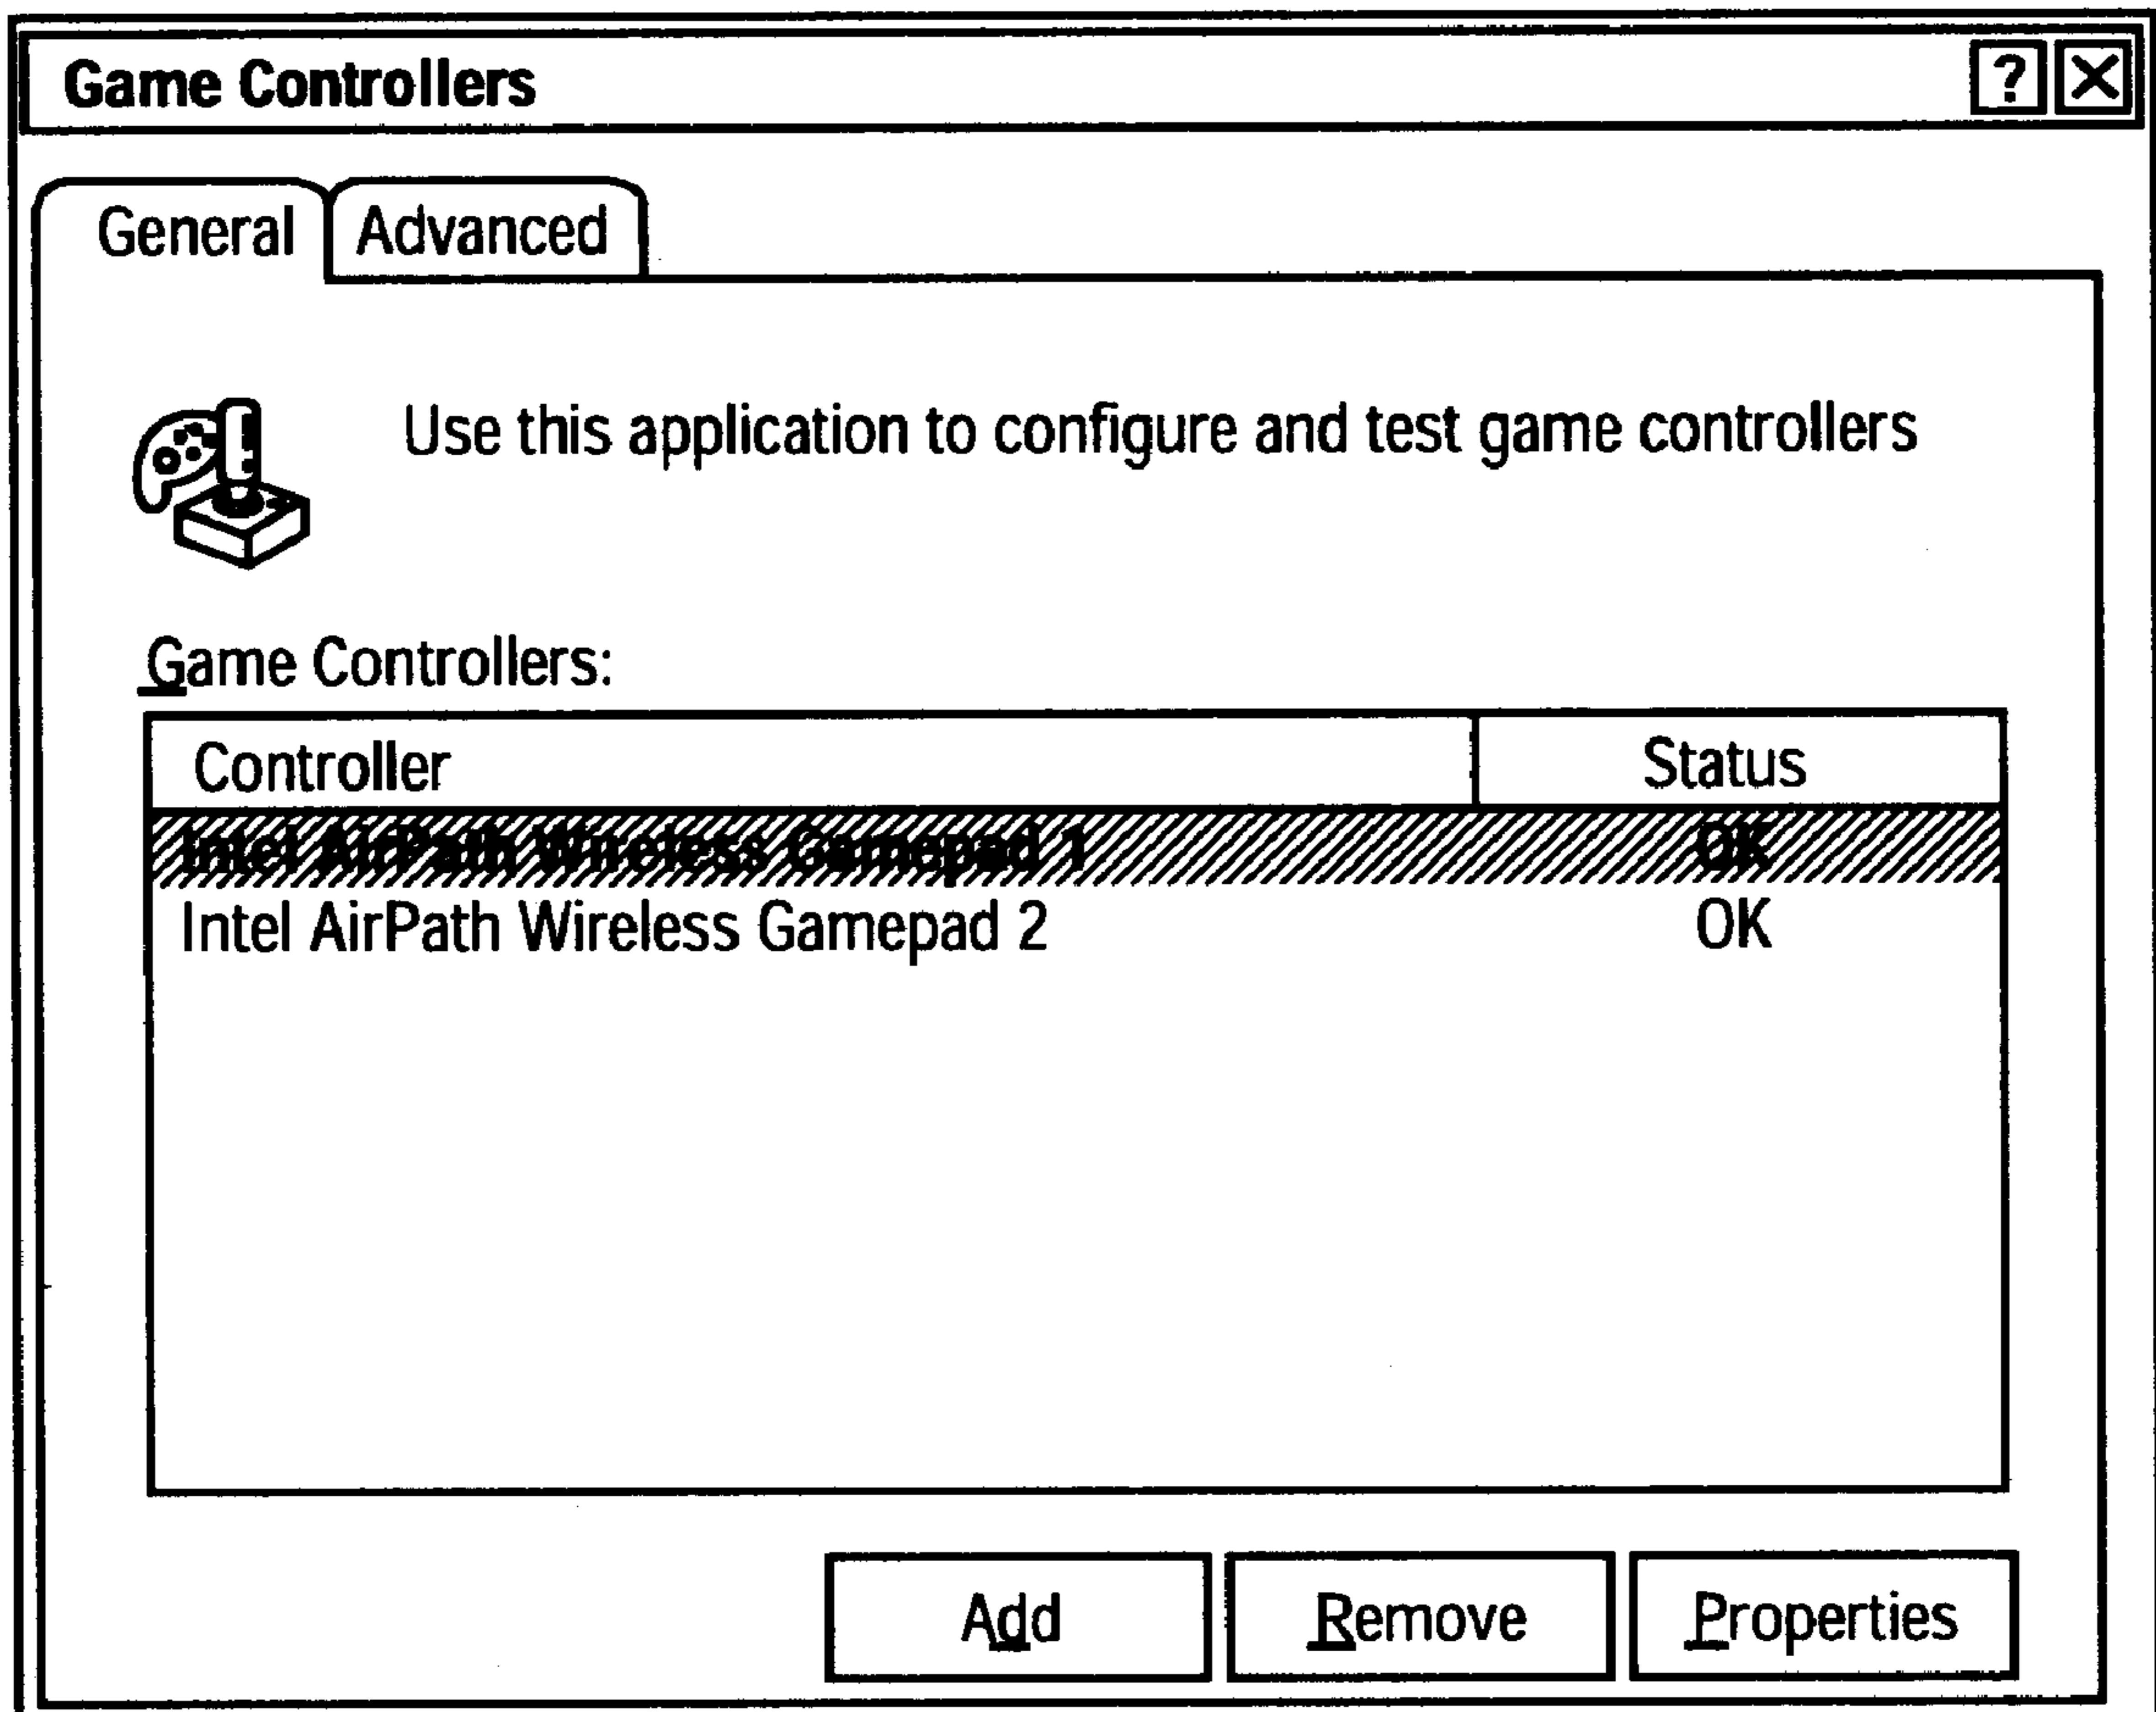 Game Controllers ? X
General Advanced
Use this application to configure and test game controllers
Game Controllers:
Controller Status
Intel AirPath Wireless Gamepad 1 OK
Intel AirPath Wireless Gamepad 2 OK
Add Remove Properties